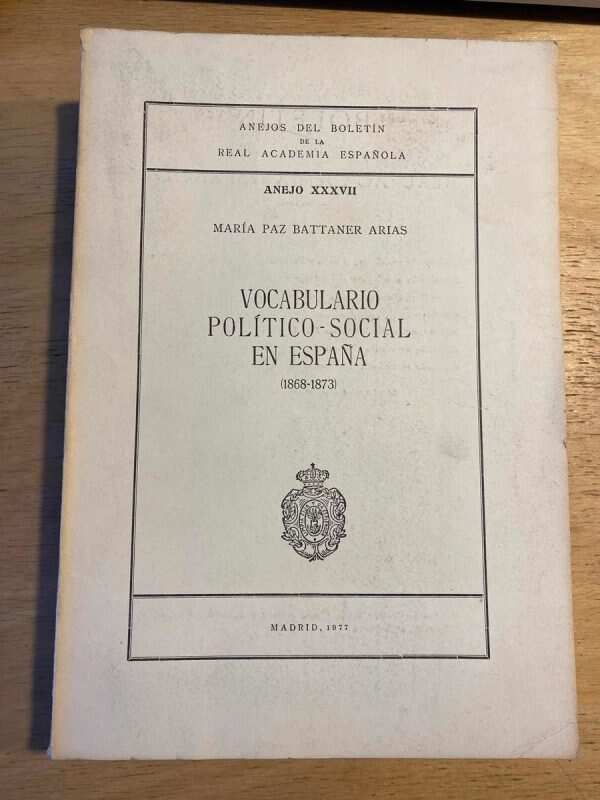 ANEJOS DEL BOLETÍN
DE LA
REAL ACADEMIA ESPAÑOLA
ANEJO XXXVII
MARÍA PAZ BATTANER ARIAS
VOCABULARIO
POLÍTICO-SOCIAL
EN ESPAÑA
(1868-1873)
MADRID, 1977